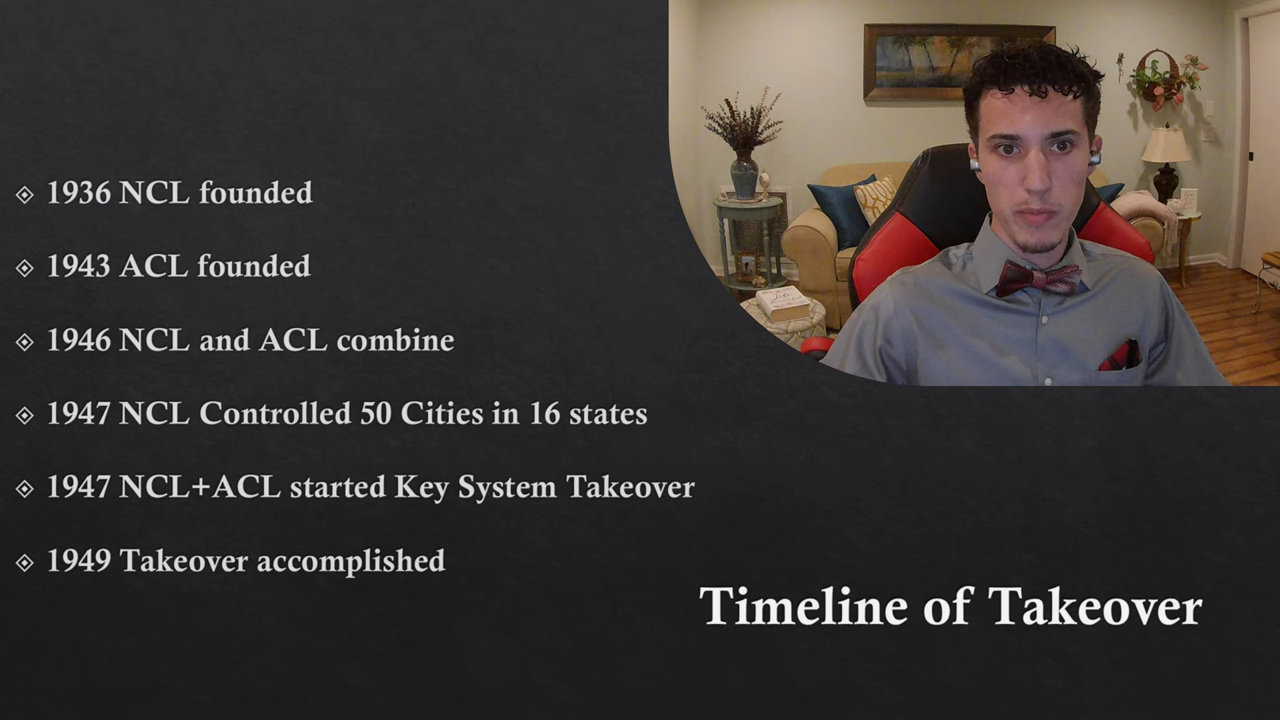 1936 NCL founded
1943 ACL founded
1946 NCL and ACL combine
1947 NCL Controlled 50 Cities in 16 states
1947 NCL+ACL started Key System Takeover
1949 Takeover accomplished
Timeline of Takeover